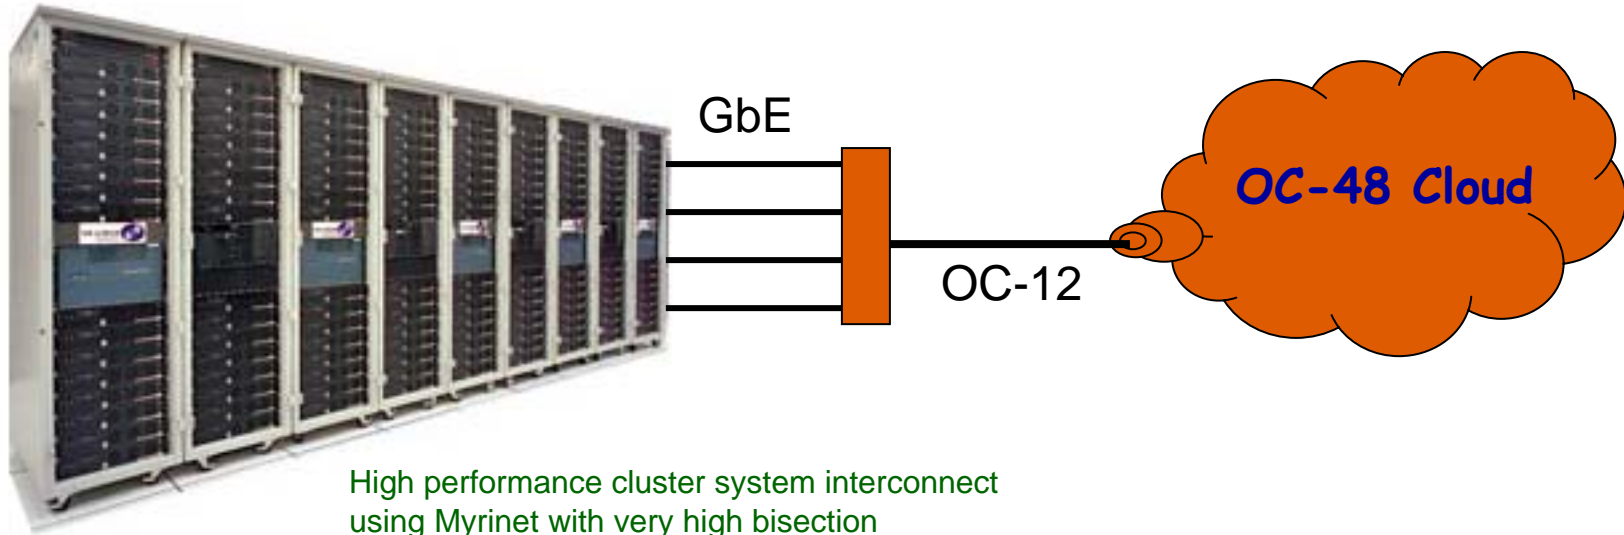 GbE
OC-48 Cloud
OC-12
High performance cluster system interconnect
using Myrinet with very high bisection